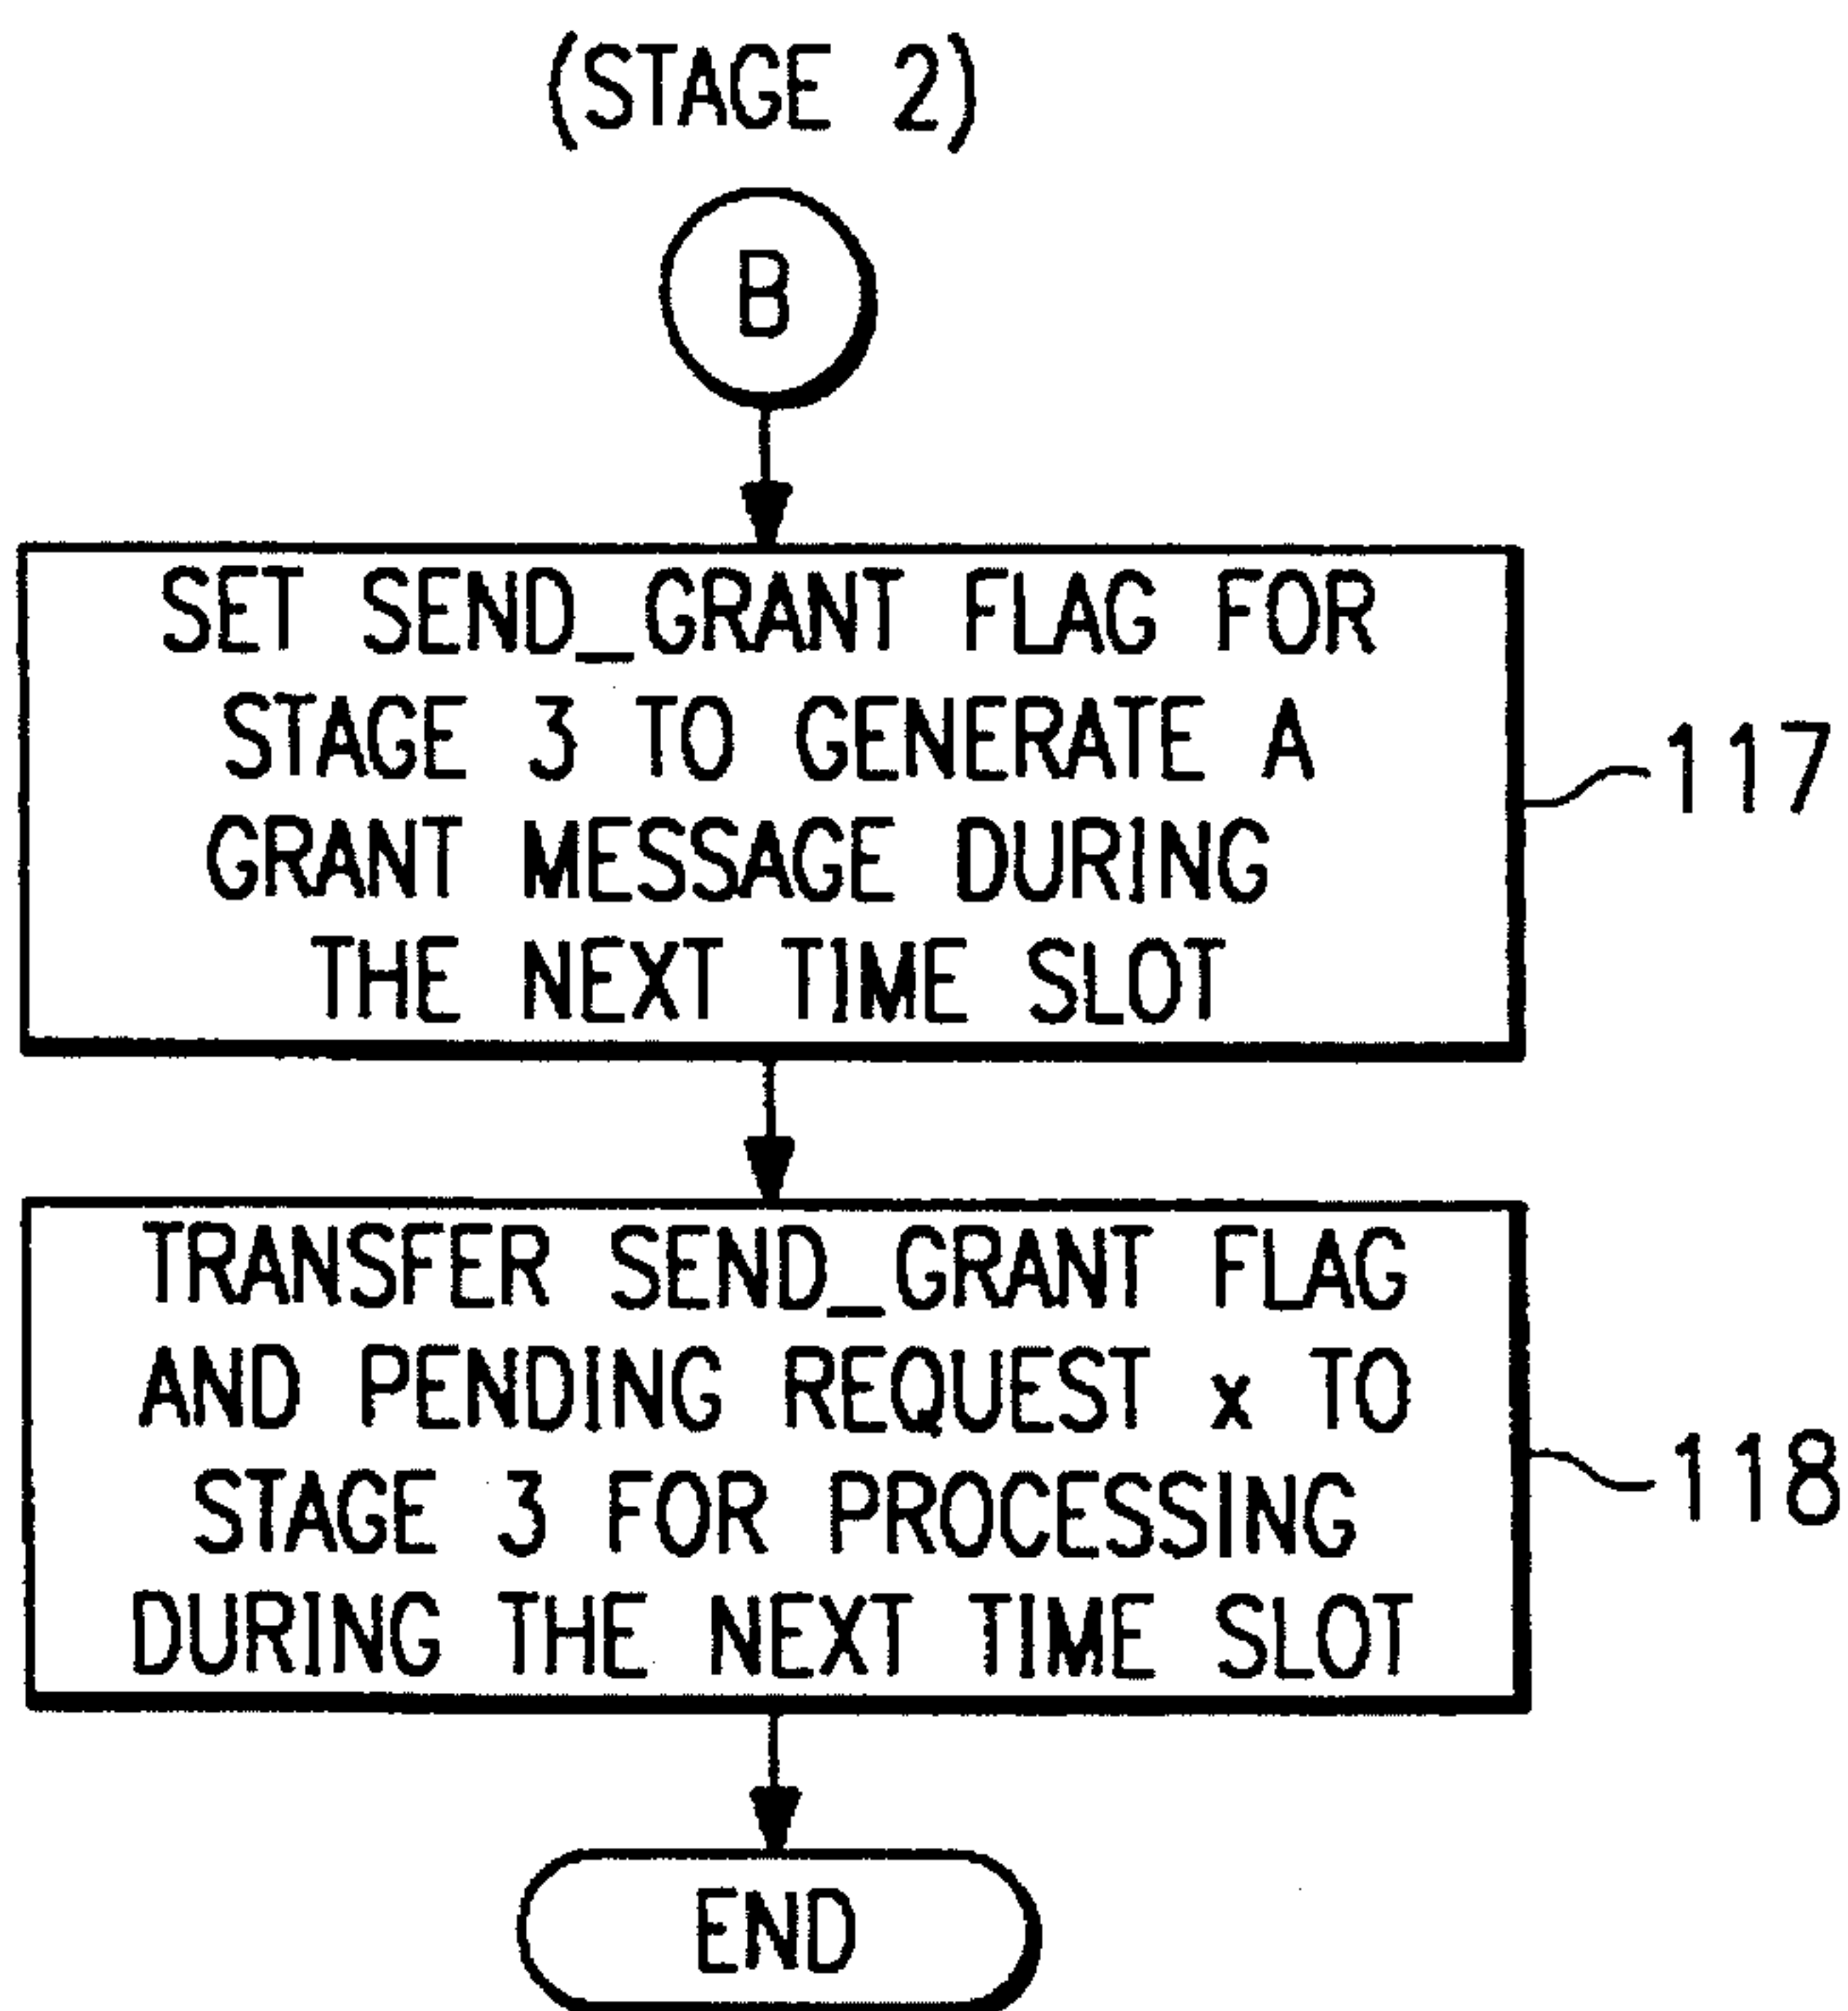 (STAGE 2)
B
SET SEND_GRANT FLAG FOR
STAGE 3 TO GENERATE A
GRANT MESSAGE DURING
THE NEXT TIME SLOT
117
TRANSFER SEND_GRANT FLAG
AND PENDING REQUEST x TO
STAGE 3 FOR PROCESSING
DURING THE NEXT TIME SLOT
118
END